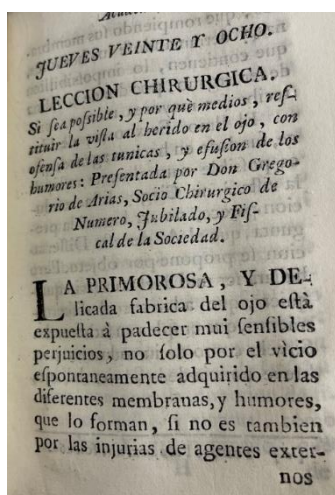 JUEVES VEINTE Y OCHO.
LECCION CHIRURGICA.
Si sea possible, y por què medios, res-
tituir la vista al herido en el ojo, con
ofensa de las tunicas, y efusion de los
humores: Presentada por Don Grego-
rio de Arias, Socio Chirurgico de
Numero, Jubilado, y Fis-
cal de la Sociedad.
LA PRIMOROSA, Y DE-
licada fabrica del ojo està
expuesta à padecer mui sensibles
perjuicios, no solo por el vicio
espontaneamente adquirido en las
diferentes membranas, y humores,
que lo forman, si no es tambien
por las injurias de agentes exter-
nos